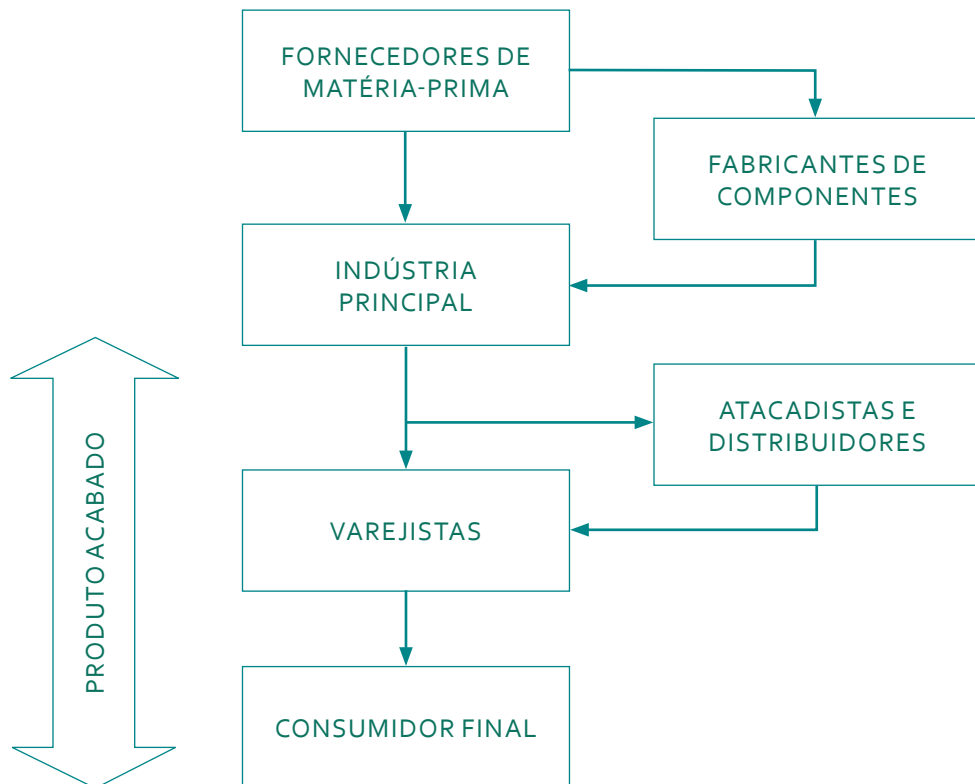 FORNECEDORES DE
MATÉRIA-PRIMA
FABRICANTES DE
COMPONENTES
INDÚSTRIA
PRINCIPAL
ATACADISTAS E
DISTRIBUIDORES
PRODUTO ACABADO
VAREJISTAS
CONSUMIDOR FINAL